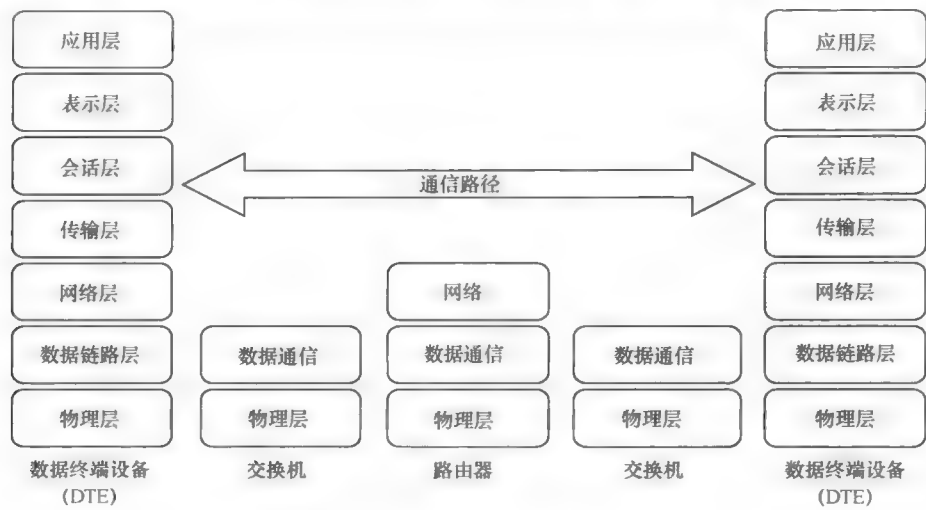 应用层
应用层
表示层
表示层
会话层
通信路径
会话层
传输层
传输层
网络层
网络
网络层
数据链路层
数据通信
数据通信
数据通信
数据链路层
物理层
物理层
物理层
物理层
物理层
数据终端设备
交换机
路由器
交换机
数据终端设备
(DTE)
(DTE)